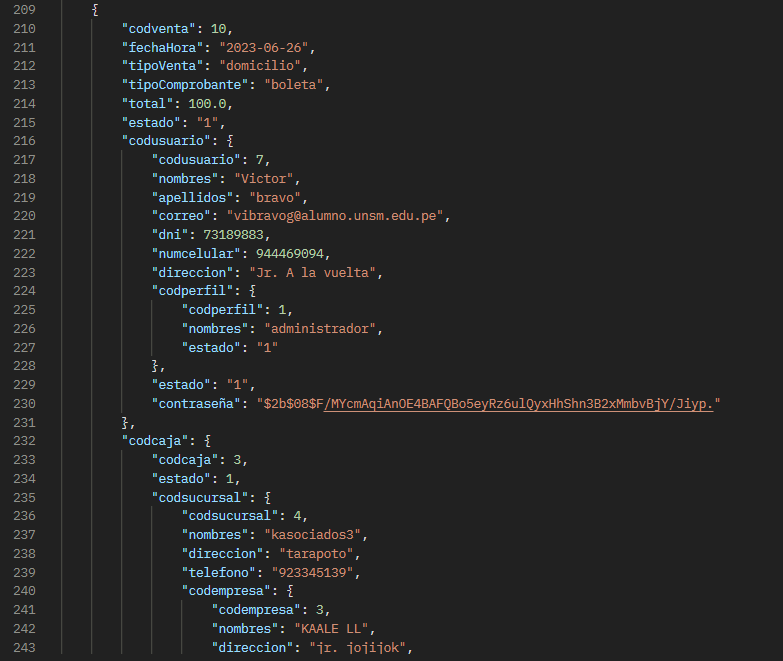 209 {
210 "codventa": 10,
211 "fechaHora": "2023-06-26",
212 "tipoVenta": "domicilio",
213 "tipoComprobante": "boleta",
214 "total": 100.0,
215 "estado": "1",
216 "codusuario": {
217 "codusuario": 7,
218 "nombres": "Victor",
219 "apellidos": "bravo",
220 "correo": "vibravog@alumno.unsm.edu.pe",
221 "dni": 73189883,
222 "numcelular": 944469094,
223 "direccion": "Jr. A la vuelta",
224 "codperfil": {
225 "codperfil": 1,
226 "nombres": "administrador",
227 "estado": "1"
228 },
229 "estado": "1",
230 "contraseña": "$2b$08$F/MYcmAqiAnOE4BAFQBo5eyRz6ulQyxHhShn3B2xMmbvBjY/Jiyp."
231 },
232 "codcaja": {
233 "codcaja": 3,
234 "estado": 1,
235 "codsucursal": {
236 "codsucursal": 4,
237 "nombres": "kasociados3",
238 "direccion": "tarapoto",
239 "telefono": "923345139",
240 "codempresa": {
241 "codempresa": 3,
242 "nombres": "KAALE LL",
243 "direccion": "jr. jojijok",